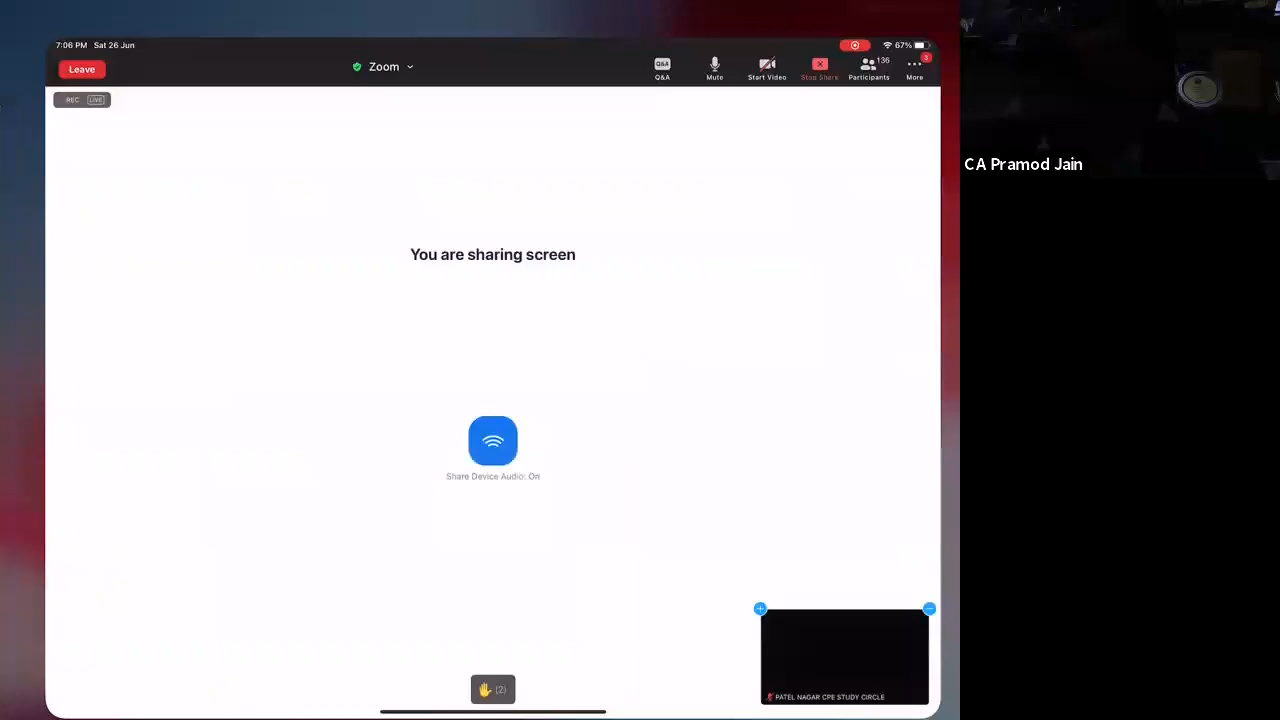 7:06 PM Sat 26 Jun
67%
Leave
Zoom
Q&A
Q&A
Mute
Start Video
Stop Share
136
Participants
3
More
REC LIVE
CA Pramod Jain
You are sharing screen
Share Device Audio: On
(2)
PATEL NAGAR CPE STUDY CIRCLE